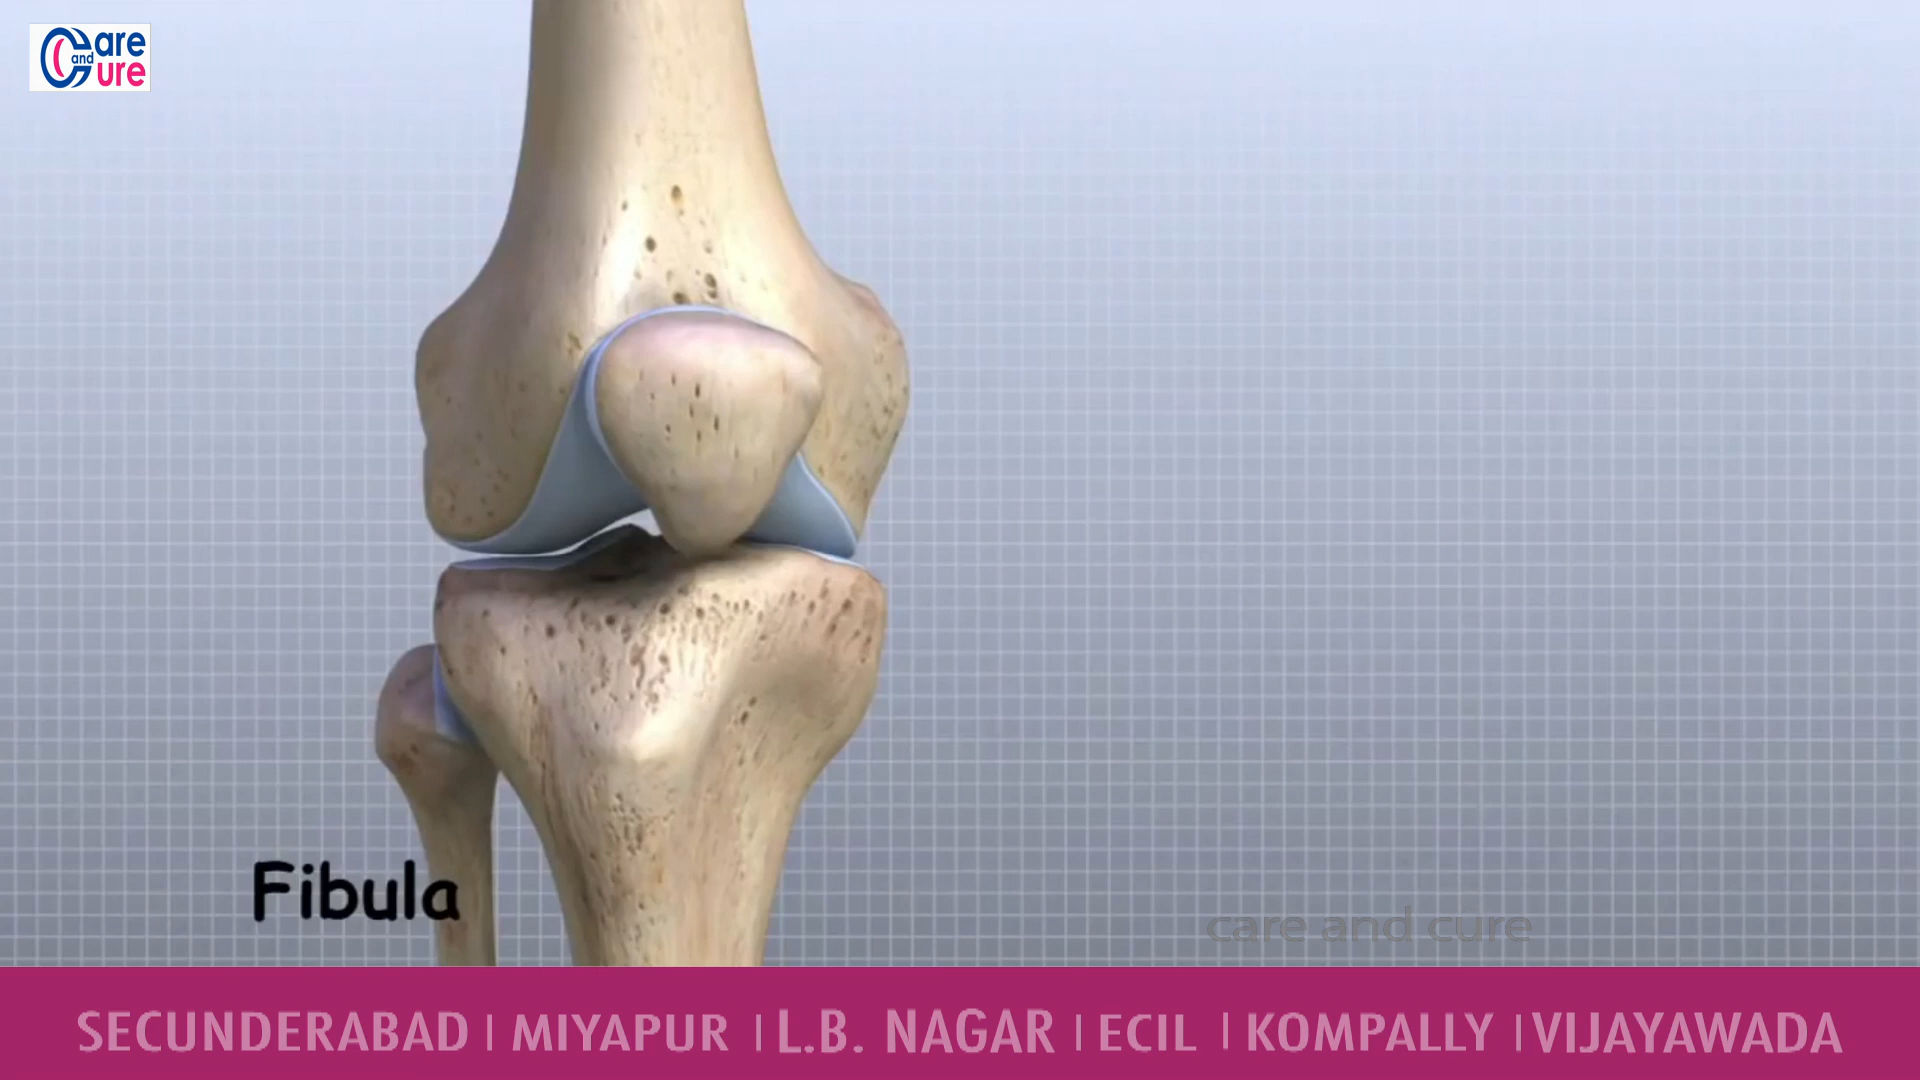 Care and Cure
Fibula
care and cure
SECUNDERABAD | MIYAPUR | L.B. NAGAR | ECIL | KOMPALLY | VIJAYAWADA